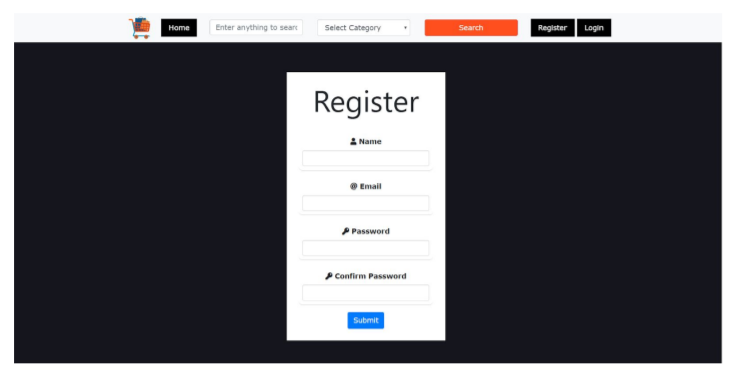 Home Enter anything to searc Select Category Search Register Login
Register
Name
@ Email
Password
Confirm Password
Submit